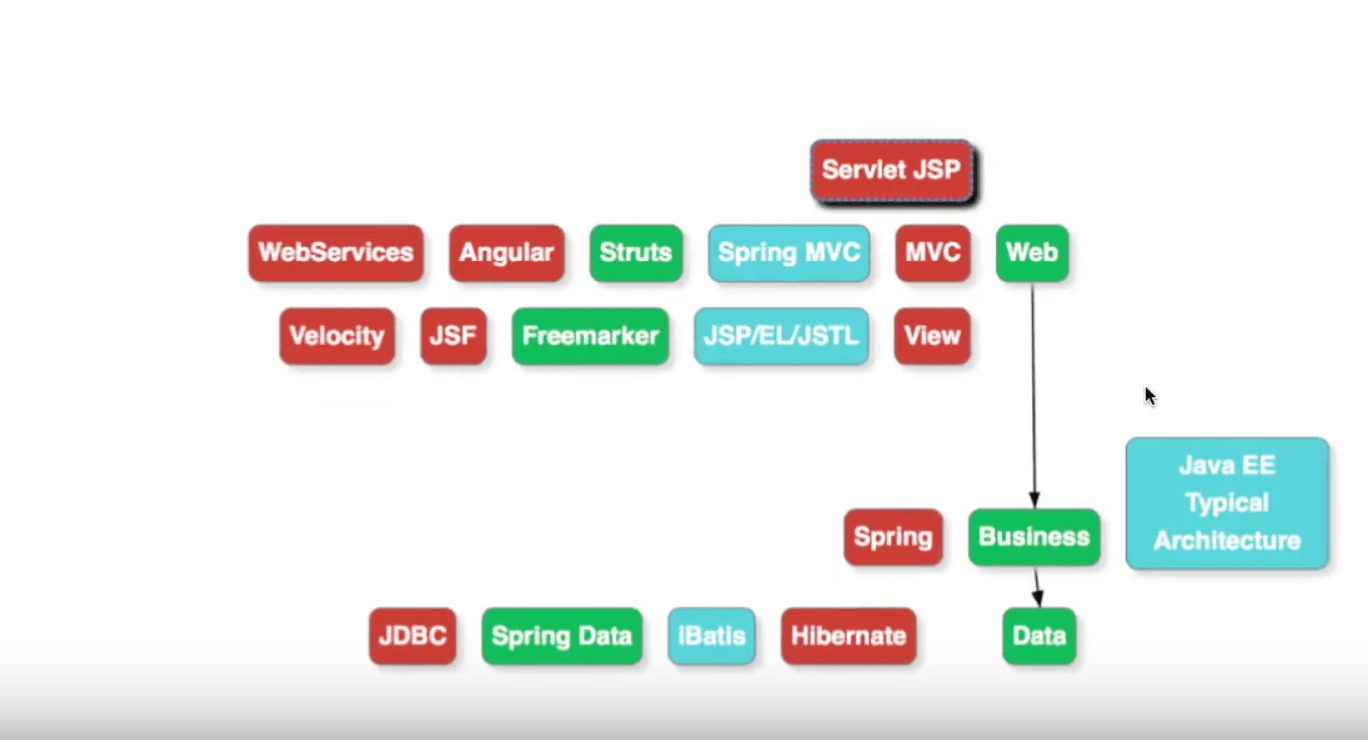 Servlet JSP
WebServices
Angular
Struts
Spring MVC
MVC
Web
Velocity
JSF
Freemarker
JSP/EL/JSTL
View
Java EE
Typical
Architecture
Spring
Business
JDBC
Spring Data
iBatis
Hibernate
Data